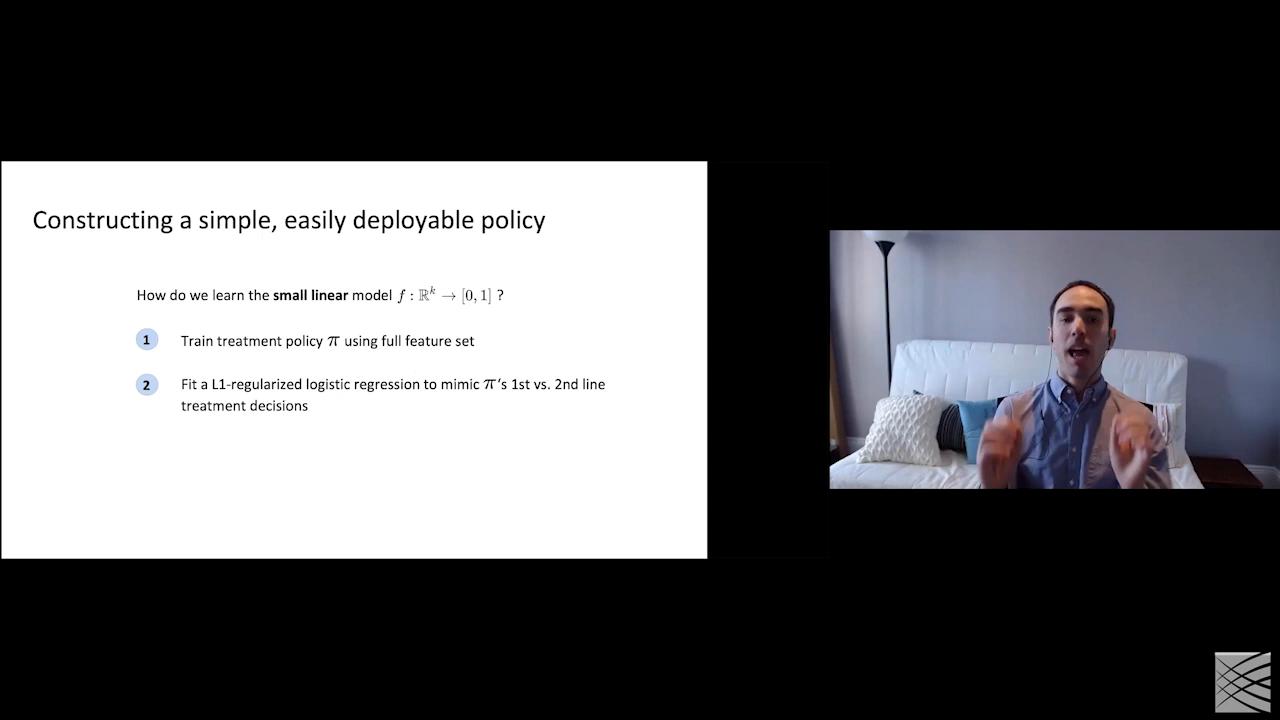 Constructing a simple, easily deployable policy
How do we learn the small linear model f : ℝᵏ → [0, 1] ?
1 Train treatment policy π using full feature set
2 Fit a L1-regularized logistic regression to mimic π's 1st vs. 2nd line
treatment decisions